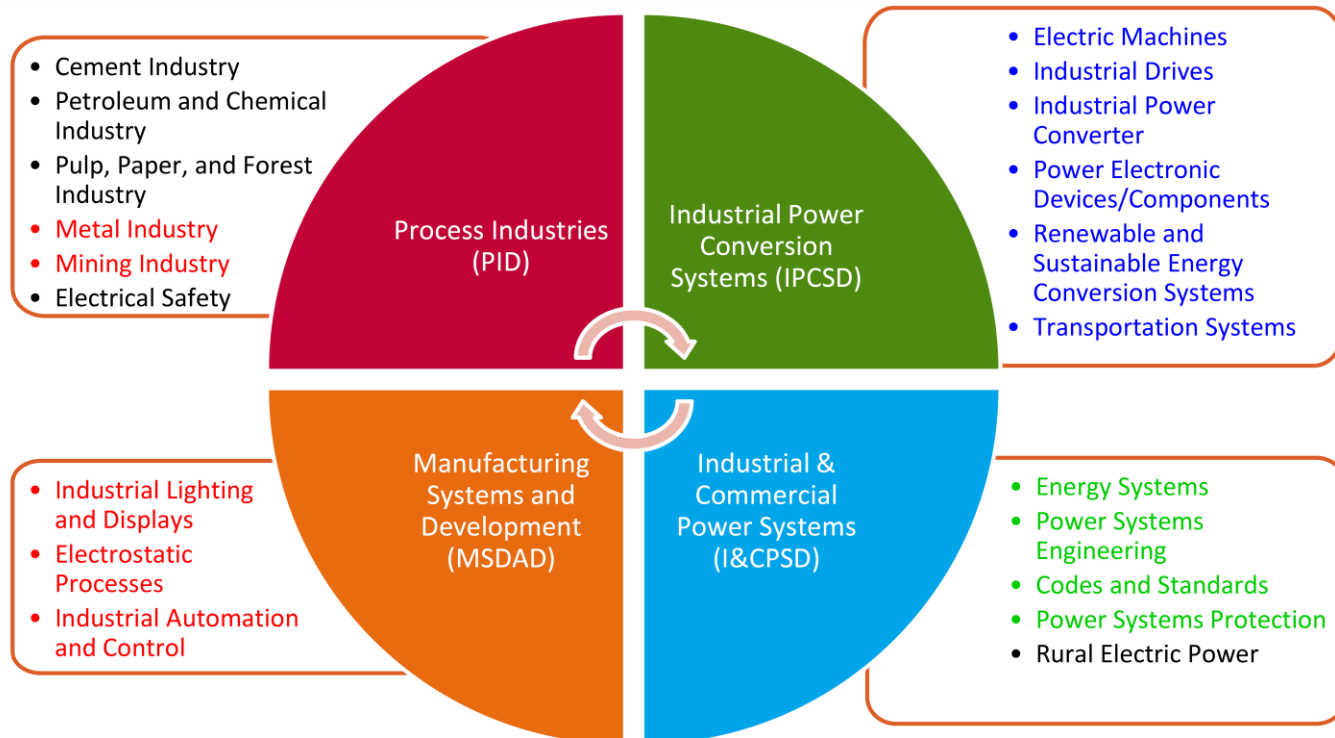 • Cement Industry
• Petroleum and Chemical
Industry
• Pulp, Paper, and Forest
Industry
• Metal Industry
• Mining Industry
• Electrical Safety
Process Industries
(PID)
Industrial Power
Conversion
Systems (IPCSD)
• Electric Machines
• Industrial Drives
• Industrial Power
Converter
• Power Electronic
Devices/Components
• Renewable and
Sustainable Energy
Conversion Systems
• Transportation Systems
• Industrial Lighting
and Displays
• Electrostatic
Processes
• Industrial Automation
and Control
Manufacturing
Systems and
Development
(MSDAD)
Industrial &
Commercial
Power Systems
(I&CPSD)
• Energy Systems
• Power Systems
Engineering
• Codes and Standards
• Power Systems Protection
• Rural Electric Power